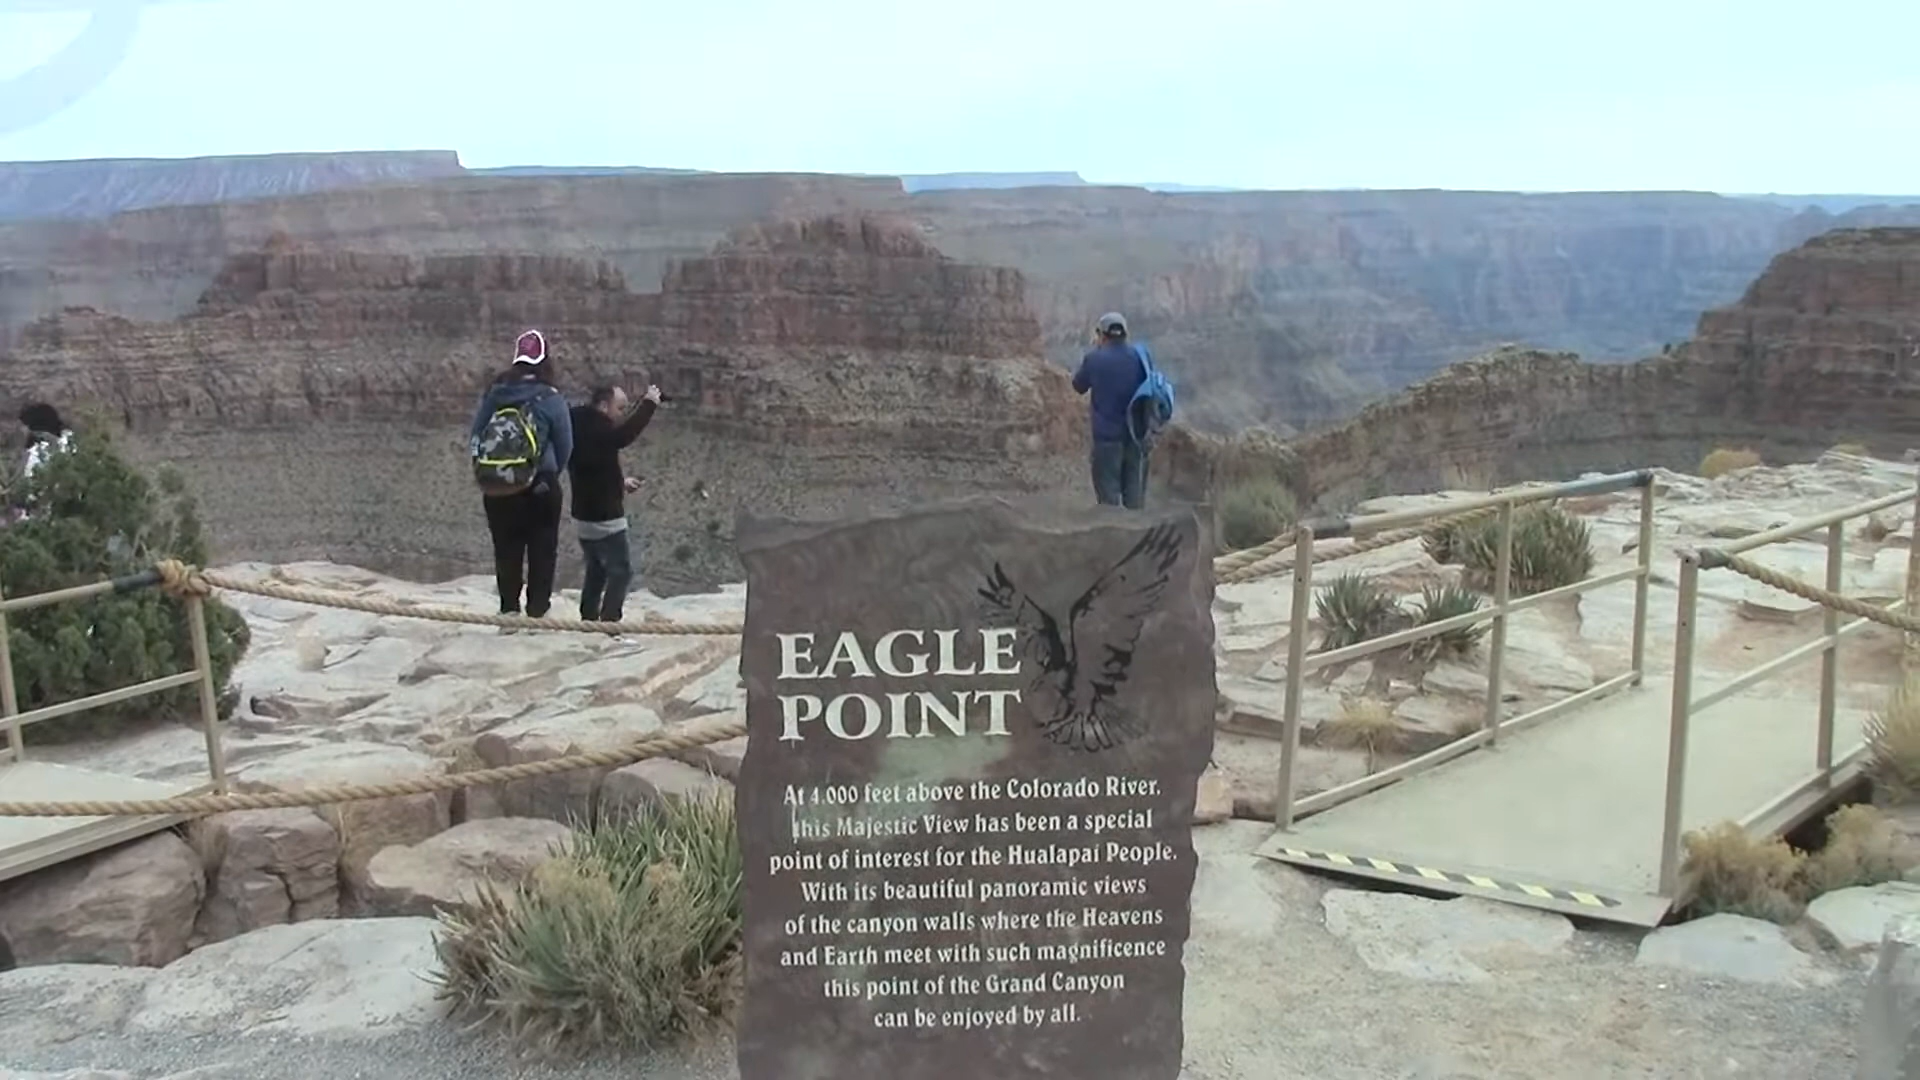 EAGLE
POINT
At 4,000 feet above the Colorado River,
this Majestic View has been a special
point of interest for the Hualapai People.
With its beautiful panoramic views
of the canyon walls where the Heavens
and Earth meet with such magnificence
this point of the Grand Canyon
can be enjoyed by all.